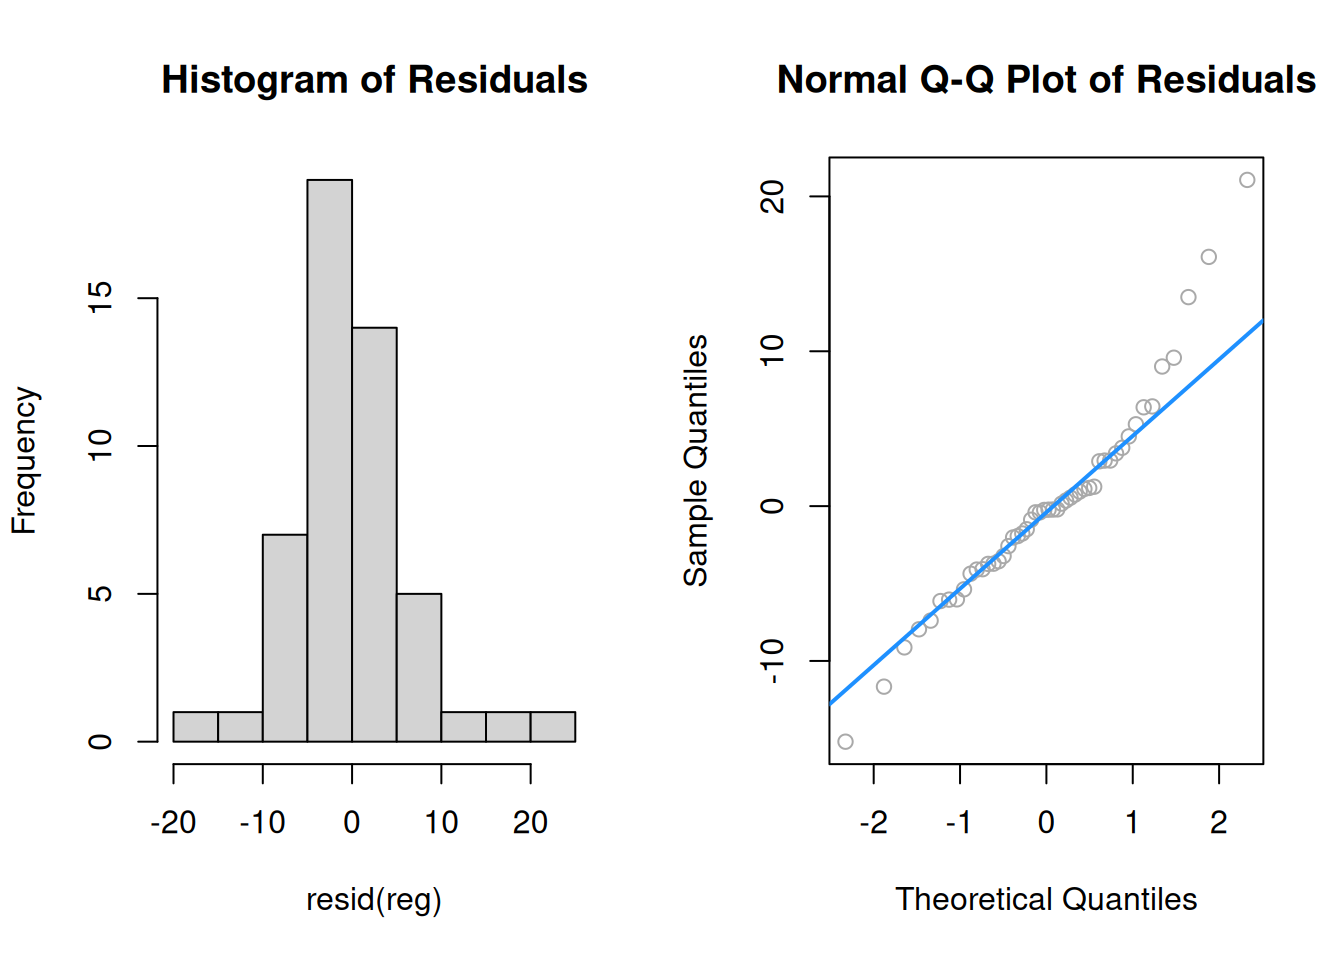 Histogram of Residuals
Frequency
15
10
5
0
-20 -10 0 10 20
resid(reg)
Normal Q-Q Plot of Residuals
Sample Quantiles
20
10
0
-10
-2 -1 0 1 2
Theoretical Quantiles